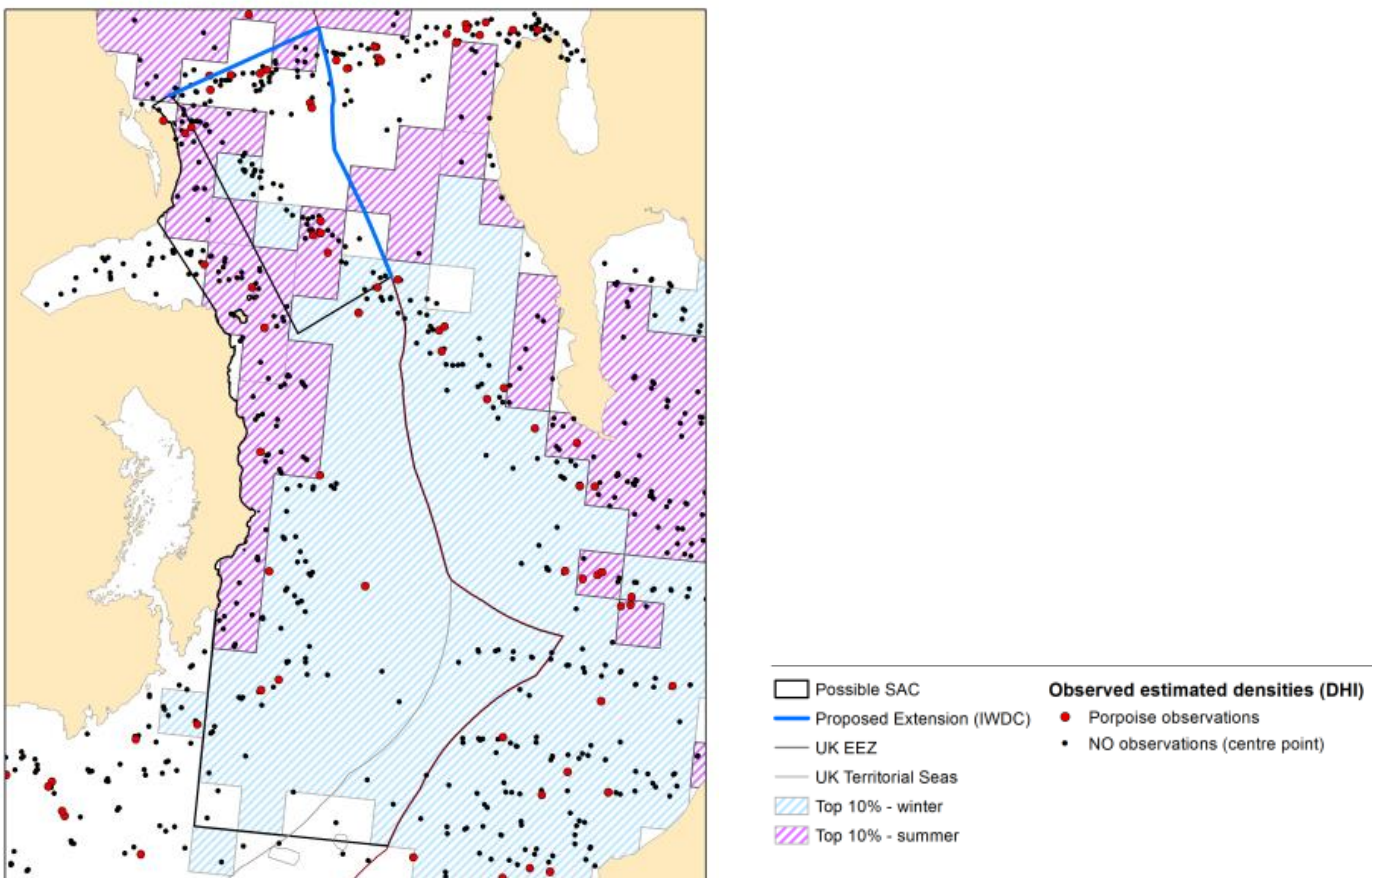 Possible SAC
Proposed Extension (IWDC)
UK EEZ
UK Territorial Seas
Top 10% - winter
Top 10% - summer
Observed estimated densities (DHI)
Porpoise observations
NO observations (centre point)